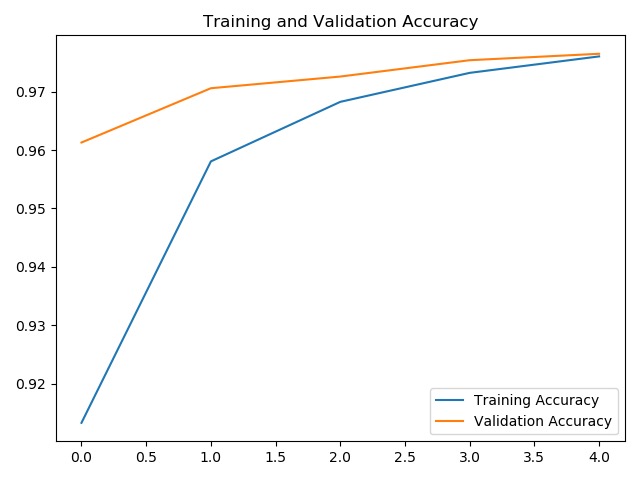 Training and Validation Accuracy
0.97
0.96
0.95
0.94
0.93
0.92
Training Accuracy
Validation Accuracy
0.0 0.5 1.0 1.5 2.0 2.5 3.0 3.5 4.0